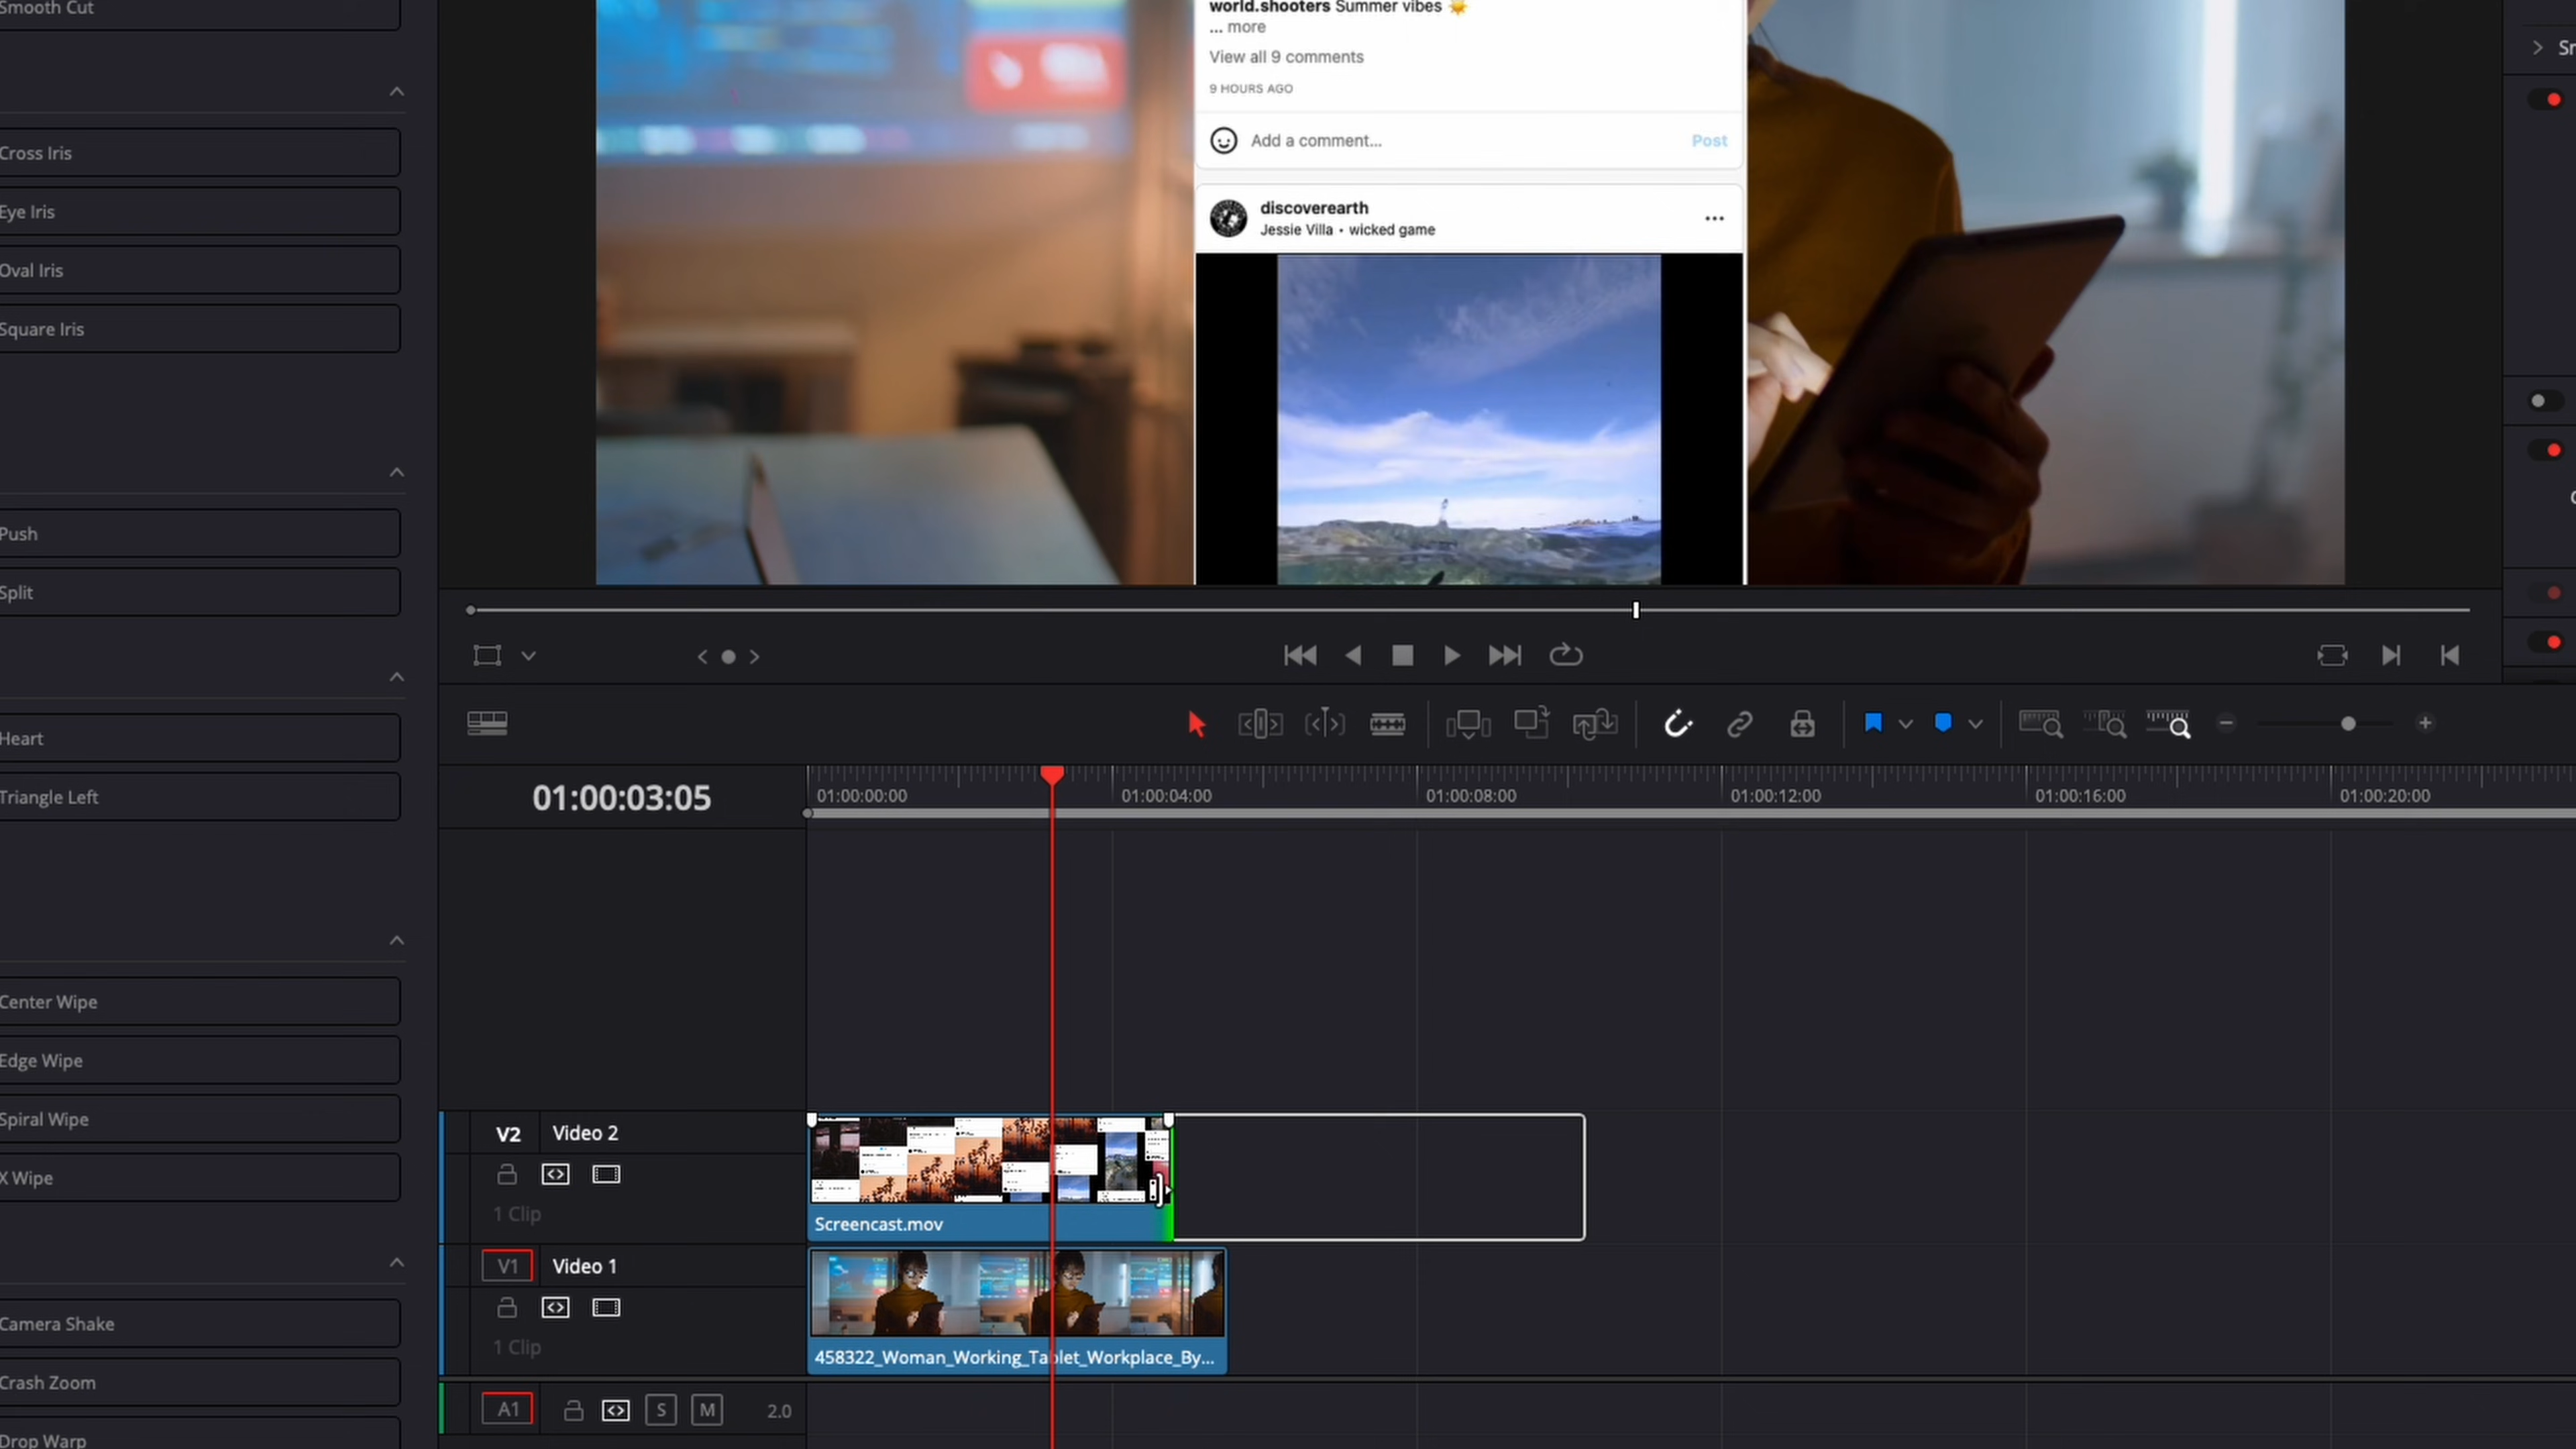 Smooth Cut
Cross Iris
Eye Iris
Oval Iris
Square Iris
Push
Split
Heart
Triangle Left
Center Wipe
Edge Wipe
Spiral Wipe
X Wipe
Camera Shake
Crash Zoom
Drop Warp
world.shooters Summer vibes ☀️
... more
View all 9 comments
9 HOURS AGO
Add a comment...
Post
discoverearth
Jessie Villa • wicked game
01:00:03:05
01:00:00:00
01:00:04:00
01:00:08:00
01:00:12:00
01:00:16:00
01:00:20:00
V2
Video 2
1 Clip
Screencast.mov
V1
Video 1
1 Clip
458322_Woman_Working_Tablet_Workplace_By...
A1
S
M
2.0